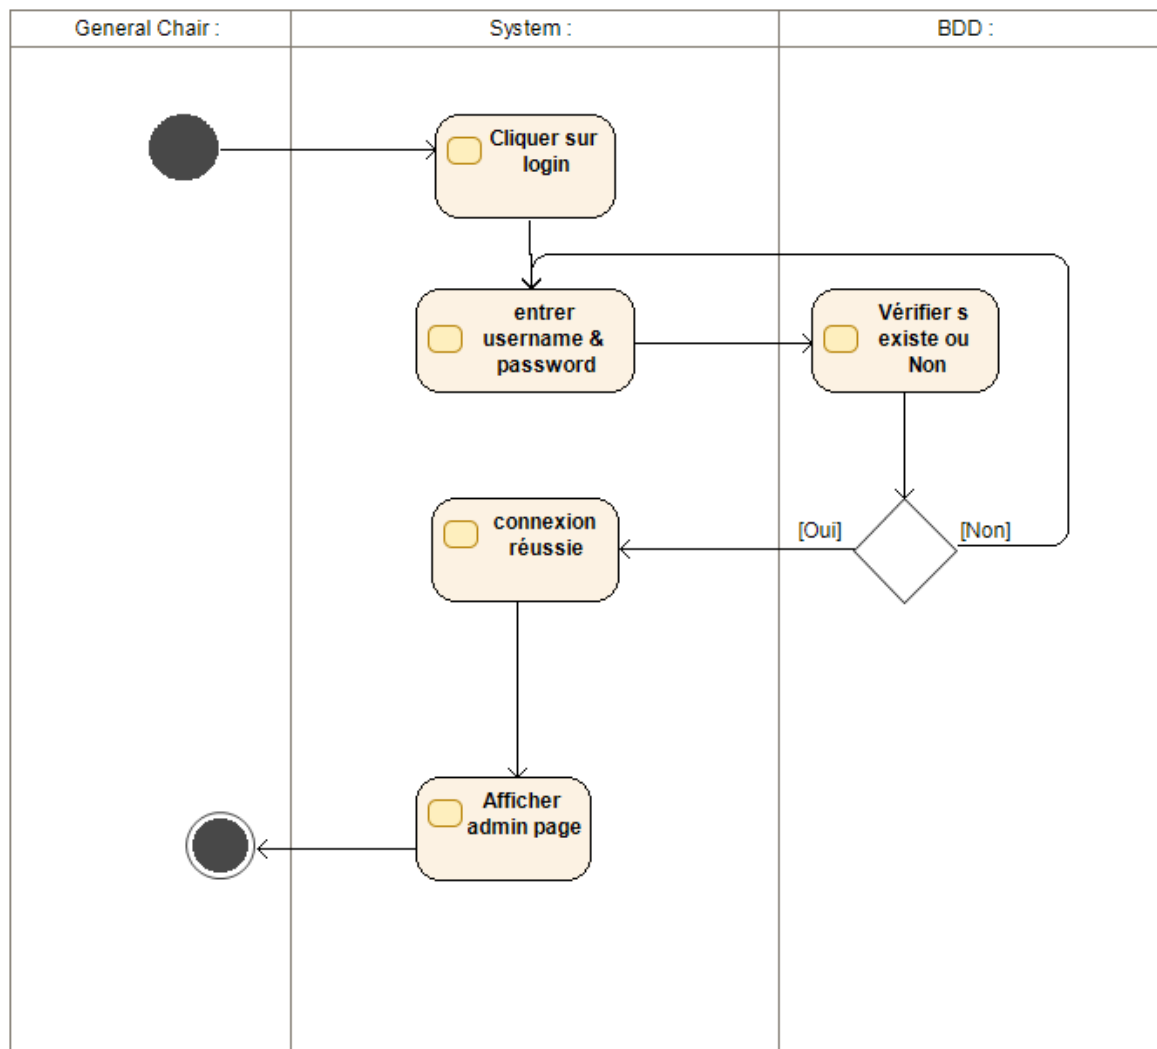 General Chair :
System :
BDD :
Cliquer sur
login
entrer
username &
password
Vérifier s
existe ou
Non
connexion
réussie
[Oui]
[Non]
Afficher
admin page